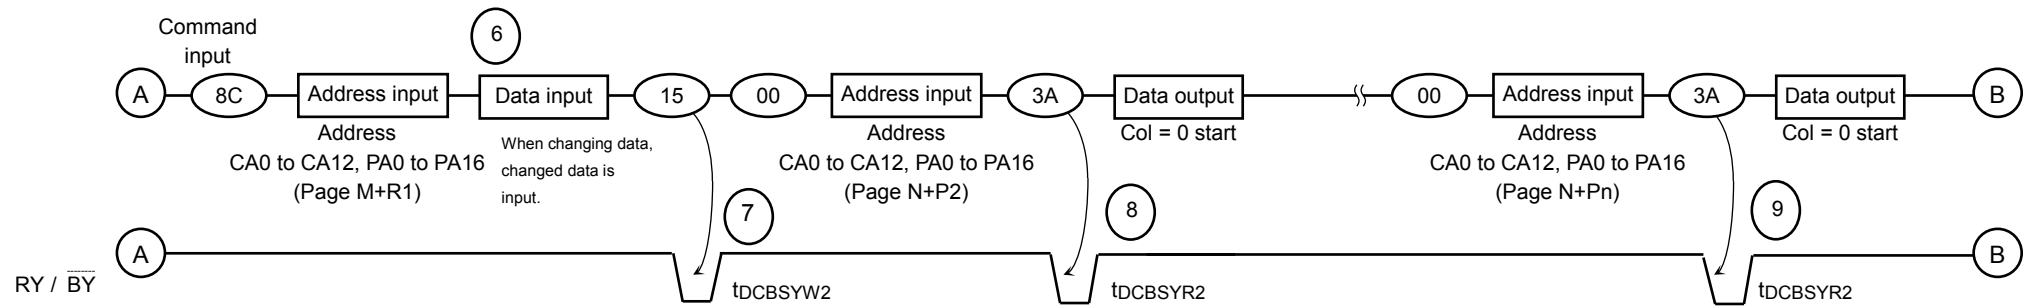 Command
input
6
A
8C
Address input
Data input
15
00
Address input
3A
Data output
00
Address input
3A
Data output
B
Address
CA0 to CA12, PA0 to PA16
(Page M+R1)
When changing data,
changed data is
input.
Address
CA0 to CA12, PA0 to PA16
(Page N+P2)
Col = 0 start
Address
CA0 to CA12, PA0 to PA16
(Page N+Pn)
Col = 0 start
7
8
9
A
B
RY / BY
tDCBSYW2
tDCBSYR2
tDCBSYR2